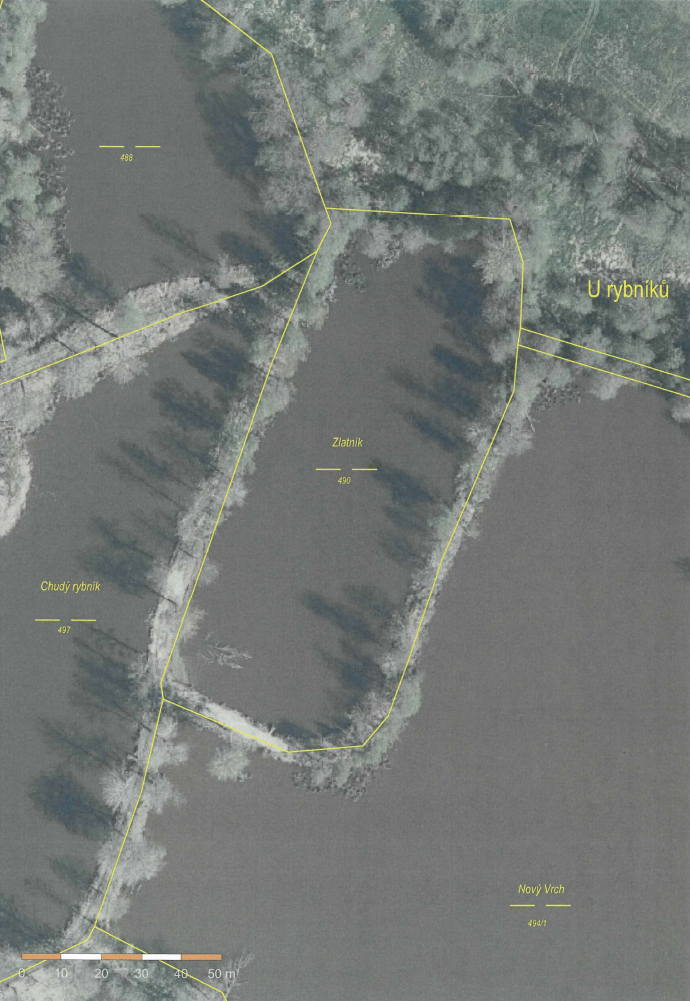 488
U rybníků
Zlatník
490
Chudý rybník
497
Nový Vrch
494/1
0 10 20 30 40 50 m